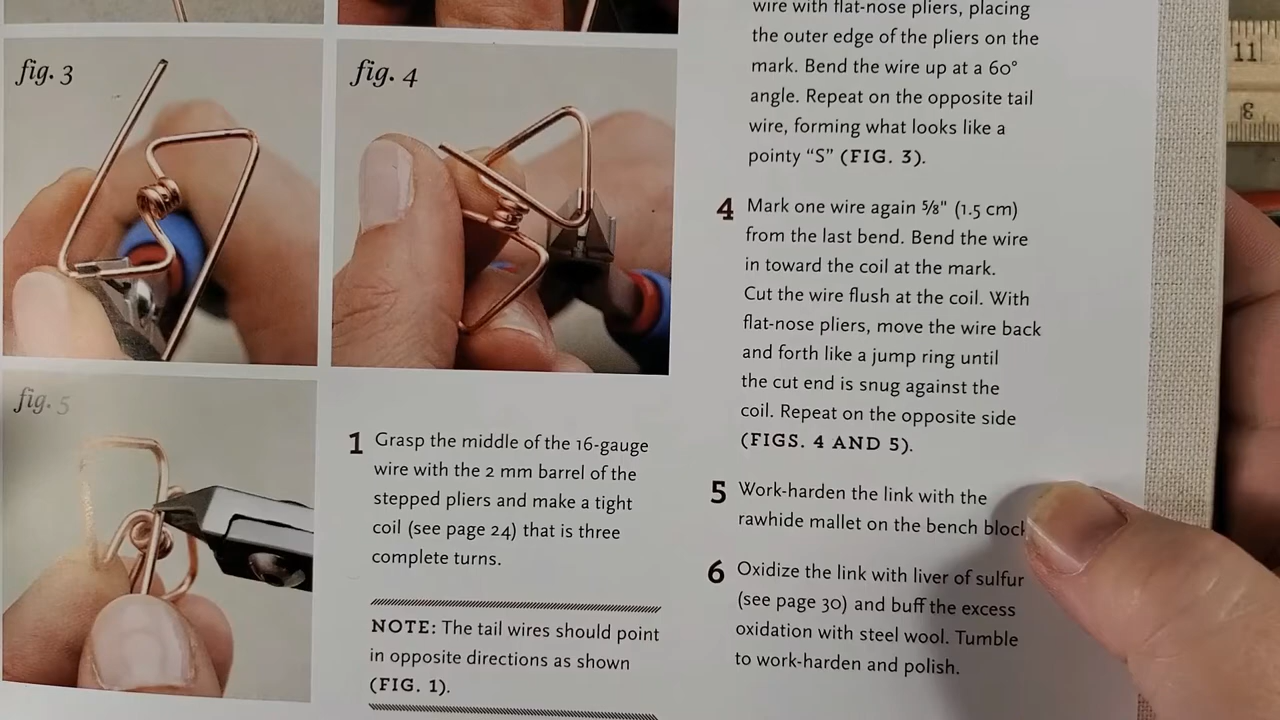 fig. 3
fig. 4
fig. 5
1 Grasp the middle of the 16-gauge
wire with the 2 mm barrel of the
stepped pliers and make a tight
coil (see page 24) that is three
complete turns.
NOTE: The tail wires should point
in opposite directions as shown
(FIG. 1).
wire with flat-nose pliers, placing
the outer edge of the pliers on the
mark. Bend the wire up at a 60°
angle. Repeat on the opposite tail
wire, forming what looks like a
pointy “S” (FIG. 3).
4 Mark one wire again ⅝" (1.5 cm)
from the last bend. Bend the wire
in toward the coil at the mark.
Cut the wire flush at the coil. With
flat-nose pliers, move the wire back
and forth like a jump ring until
the cut end is snug against the
coil. Repeat on the opposite side
(FIGS. 4 AND 5).
5 Work-harden the link with the
rawhide mallet on the bench block
6 Oxidize the link with liver of sulfur
(see page 30) and buff the excess
oxidation with steel wool. Tumble
to work-harden and polish.
11
8